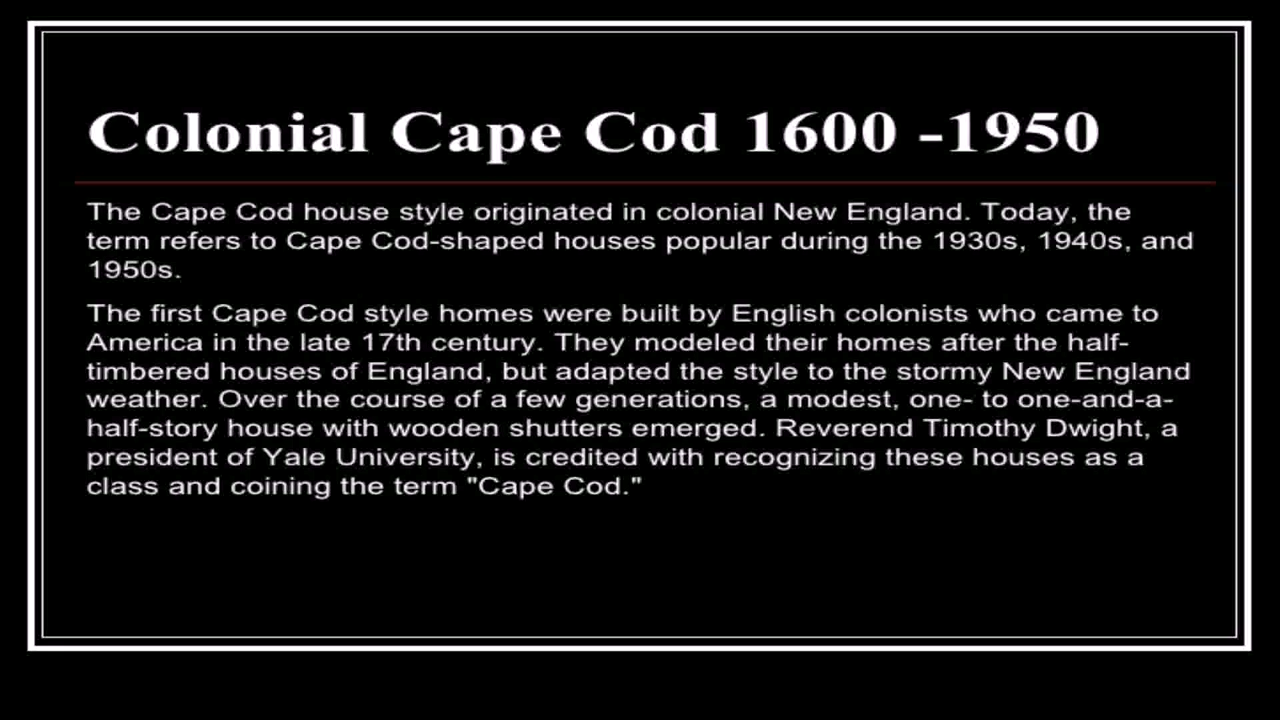 Colonial Cape Cod 1600 -1950
The Cape Cod house style originated in colonial New England. Today, the
term refers to Cape Cod-shaped houses popular during the 1930s, 1940s, and
1950s.
The first Cape Cod style homes were built by English colonists who came to
America in the late 17th century. They modeled their homes after the half-
timbered houses of England, but adapted the style to the stormy New England
weather. Over the course of a few generations, a modest, one- to one-and-a-
half-story house with wooden shutters emerged. Reverend Timothy Dwight, a
president of Yale University, is credited with recognizing these houses as a
class and coining the term "Cape Cod."